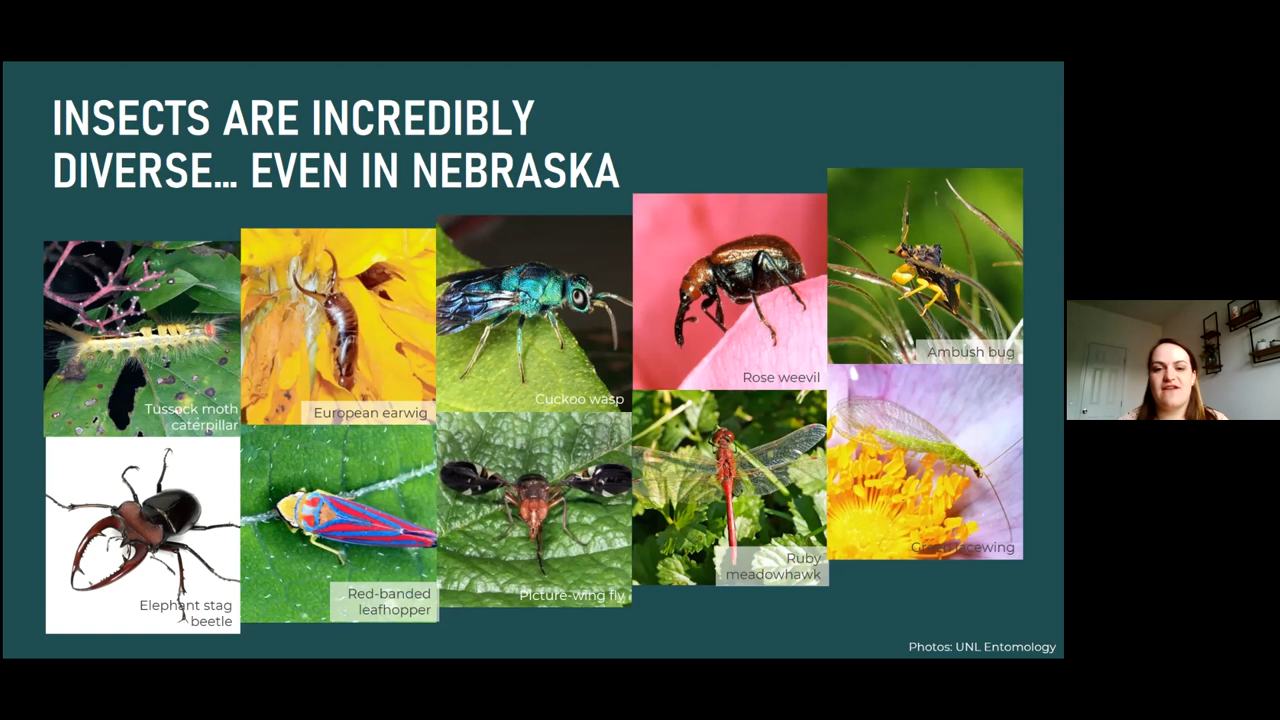 INSECTS ARE INCREDIBLY
DIVERSE... EVEN IN NEBRASKA
Tussock moth
caterpillar
European earwig
Cuckoo wasp
Rose weevil
Ambush bug
Elephant stag
beetle
Red-banded
leafhopper
Picture-wing fly
Ruby
meadowhawk
Green lacewing
Photos: UNL Entomology